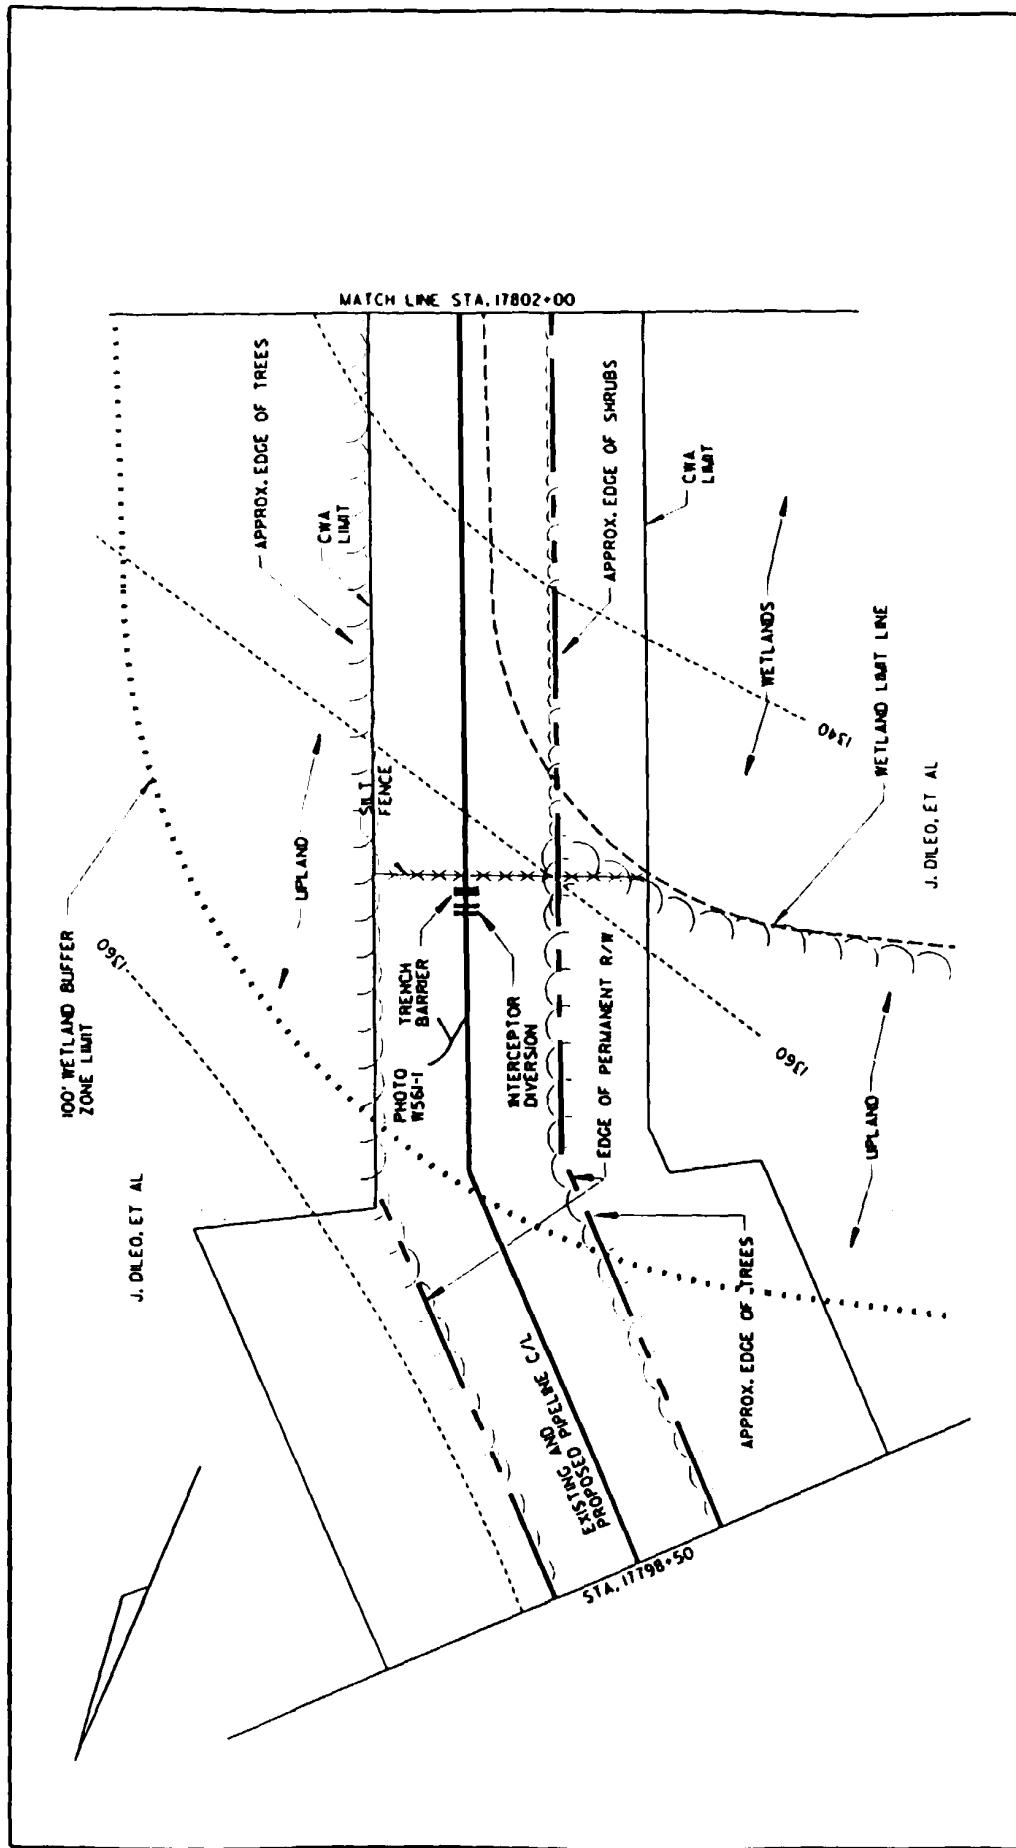 MATCH LINE STA. 17802+00
APPROX. EDGE OF TREES
CWA
LIMIT
APPROX. EDGE OF SHRUBS
CWA
LIMIT
WETLANDS
1340
WETLAND LIMIT LINE
J. DILEO, ET AL
SILT
FENCE
UPLAND
100' WETLAND BUFFER
ZONE LIMIT
1360
TRENCH
BARRIER
PHOTO
W561-1
INTERCEPTOR
DIVERSION
EDGE OF PERMANENT R/W
1360
UPLAND
J. DILEO, ET AL
APPROX. EDGE OF TREES
EXISTING AND
PROPOSED PIPELINE C/L
STA. 17798+50